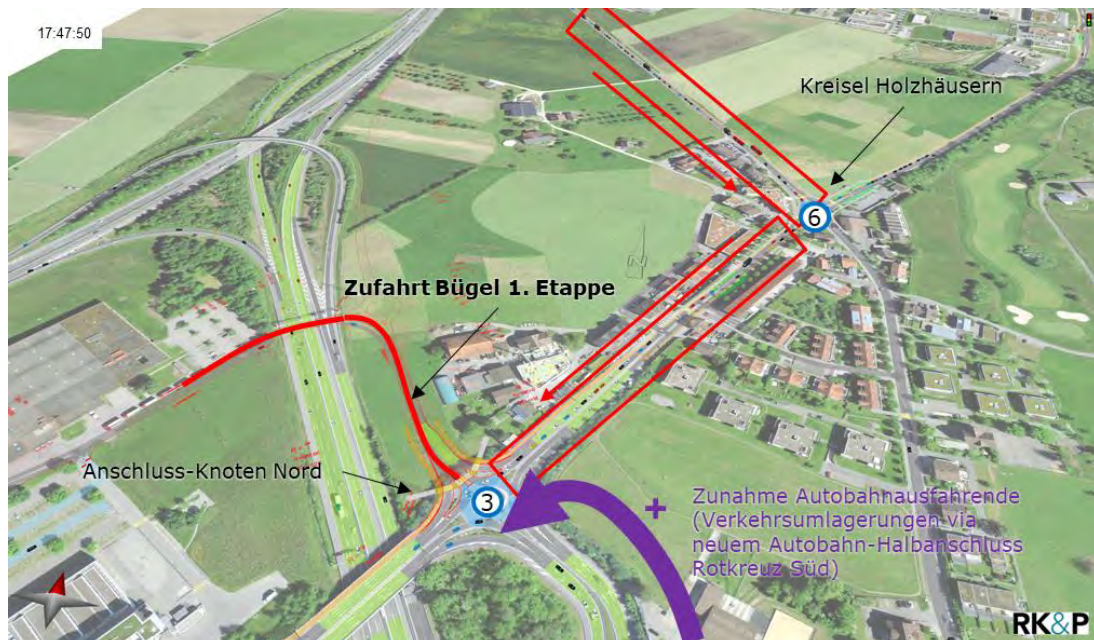 17:47:50
Kreisel Holzhäusern
6
Zufahrt Bügel 1. Etappe
Anschluss-Knoten Nord
3
+
Zunahme Autobahnausfahrende
(Verkehrsumlagerungen via
neuem Autobahn-Halbanschluss
Rotkreuz Süd)
RK&P